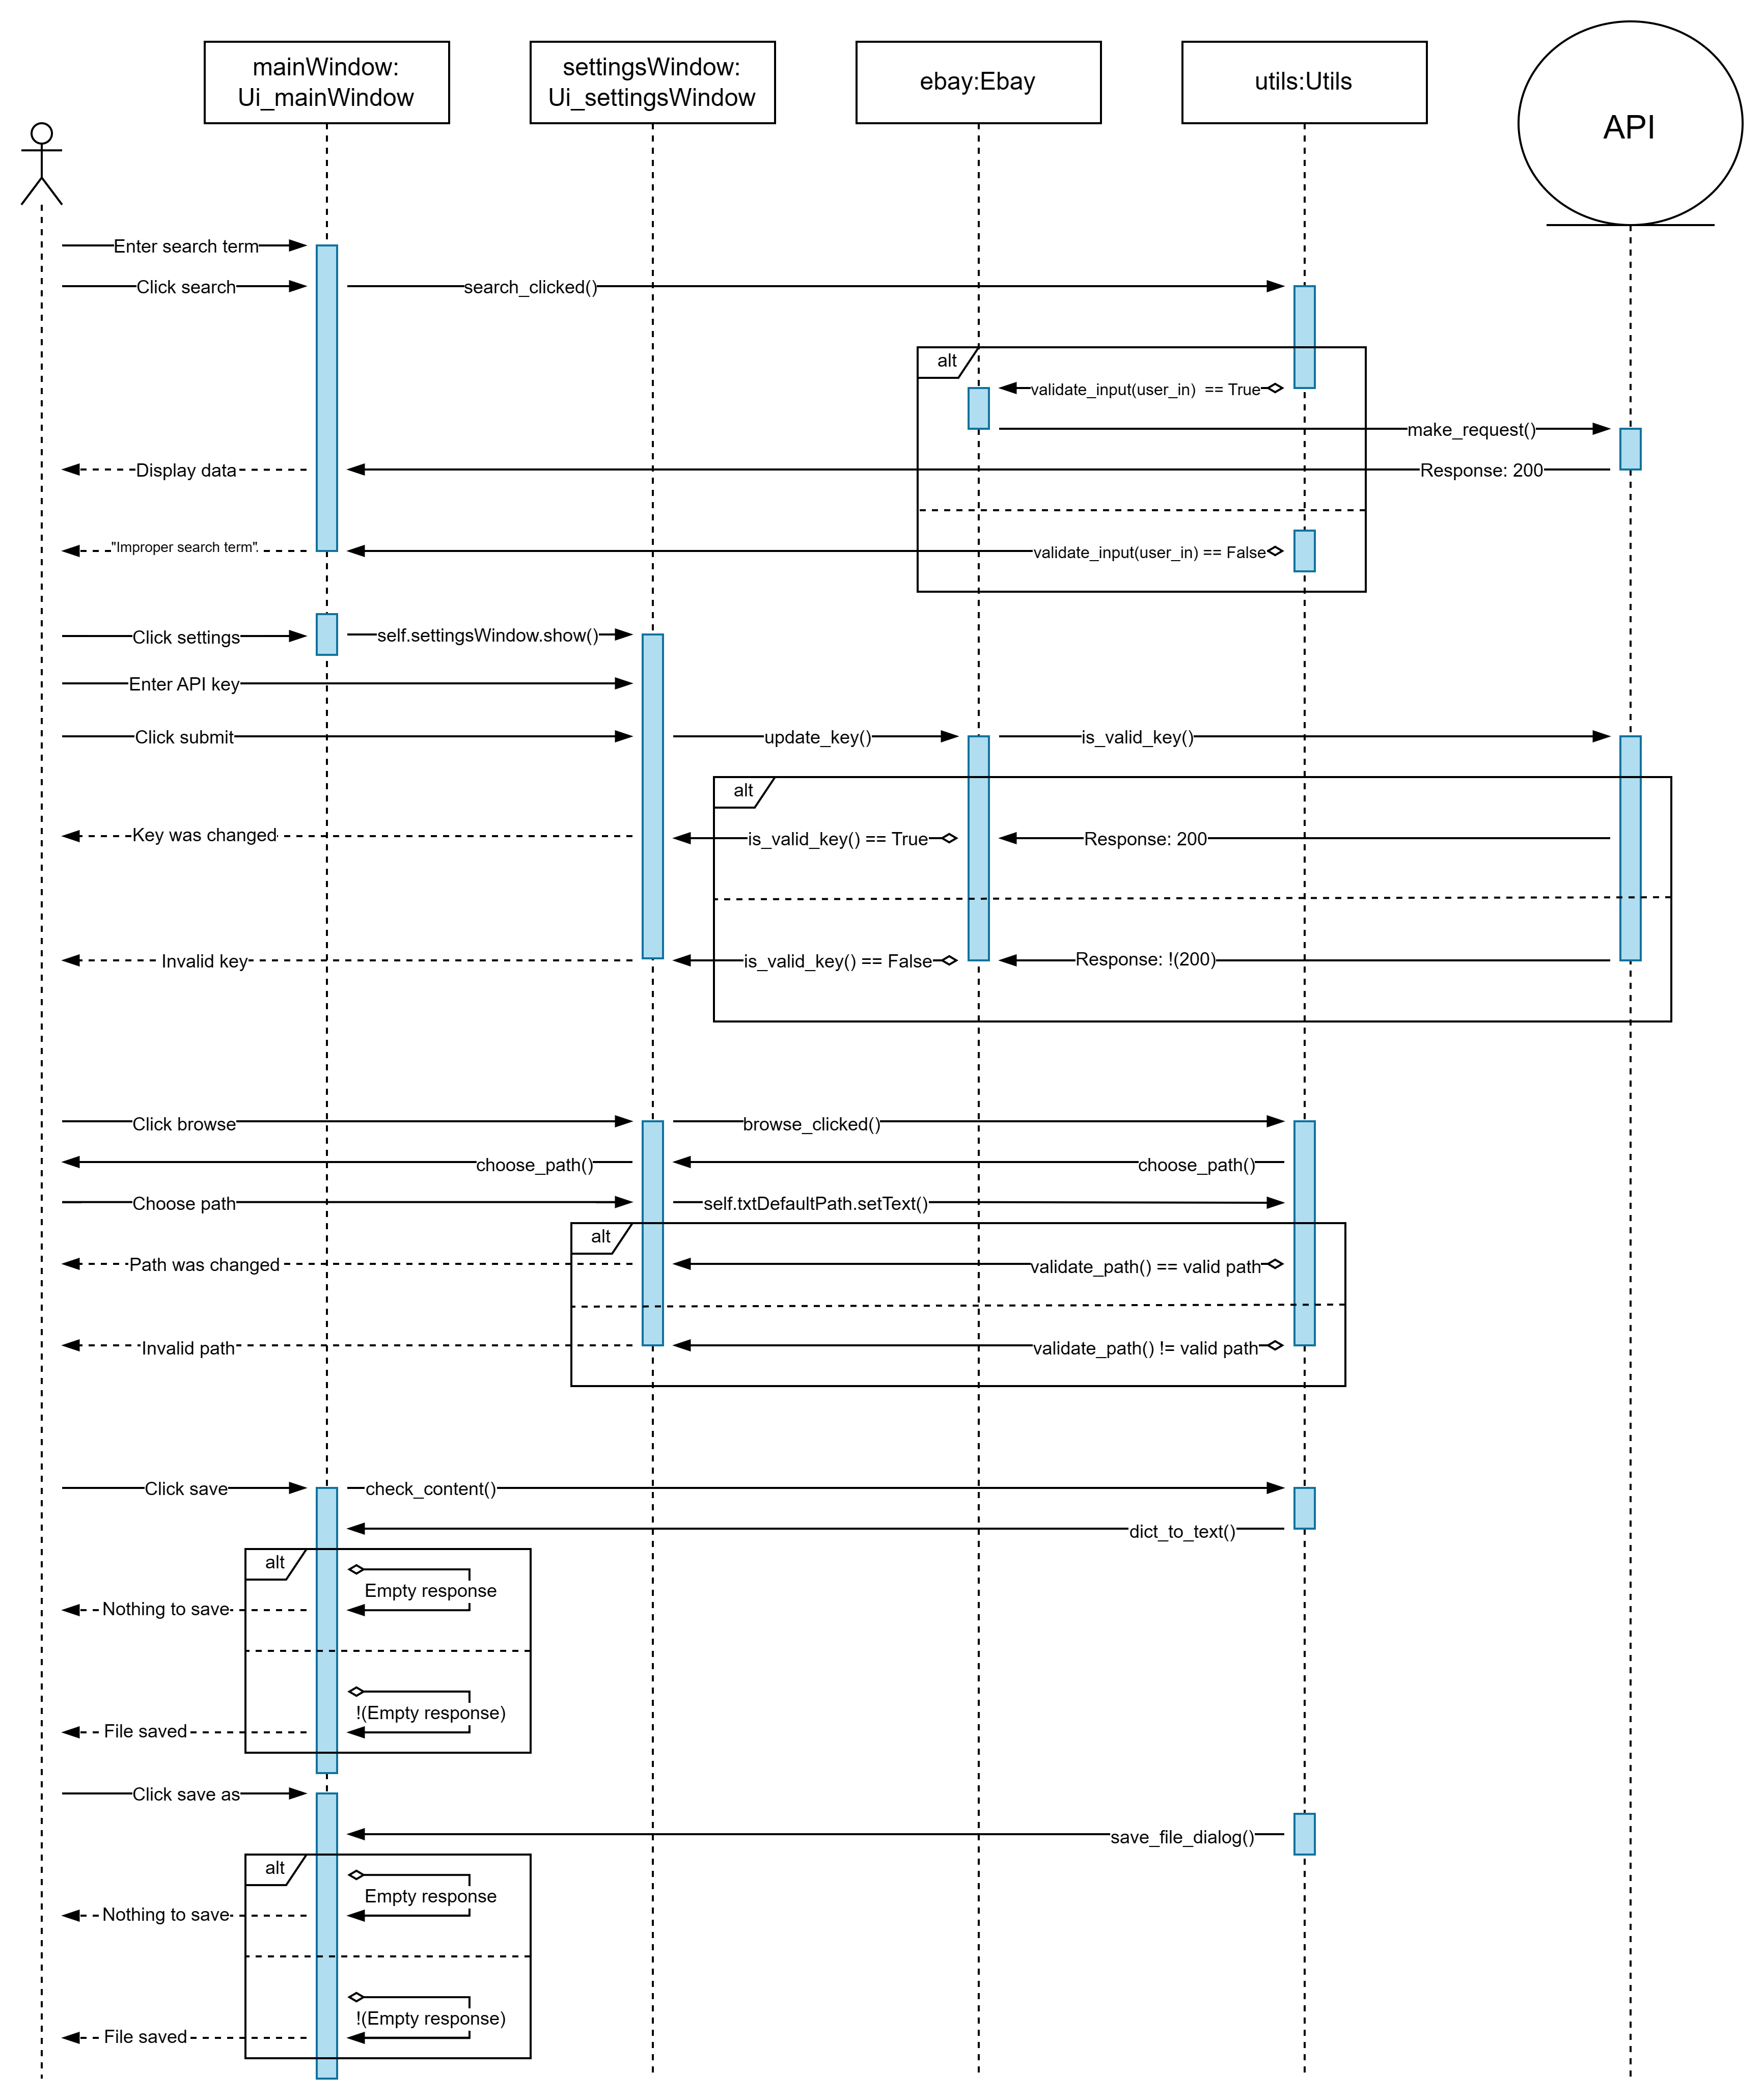 mainWindow:
Ui_mainWindow
settingsWindow:
Ui_settingsWindow
ebay:Ebay
utils:Utils
API
Enter search term
Click search
search_clicked()
alt
validate_input(user_in) == True
make_request()
Display data
Response: 200
"Improper search term"
validate_input(user_in) == False
Click settings
self.settingsWindow.show()
Enter API key
Click submit
update_key()
is_valid_key()
alt
Key was changed
is_valid_key() == True
Response: 200
Invalid key
is_valid_key() == False
Response: !(200)
Click browse
browse_clicked()
choose_path()
choose_path()
Choose path
self.txtDefaultPath.setText()
alt
Path was changed
validate_path() == valid path
Invalid path
validate_path() != valid path
Click save
check_content()
dict_to_text()
alt
Empty response
Nothing to save
!(Empty response)
File saved
Click save as
save_file_dialog()
alt
Empty response
Nothing to save
!(Empty response)
File saved